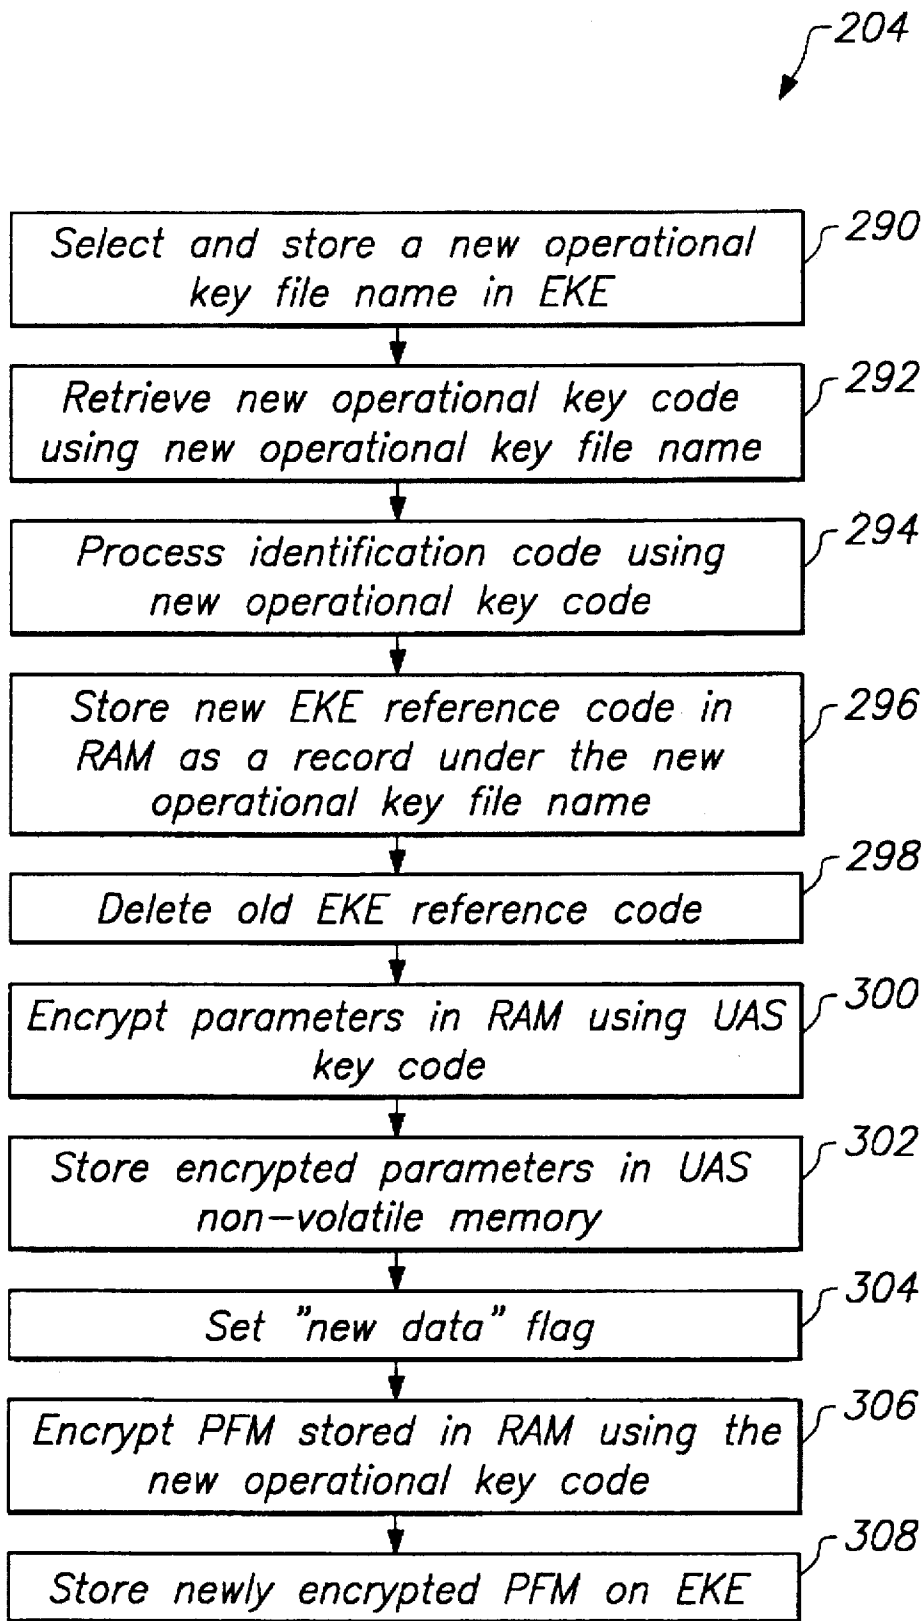 204
Select and store a new operational
key file name in EKE
290
Retrieve new operational key code
using new operational key file name
292
Process identification code using
new operational key code
294
Store new EKE reference code in
RAM as a record under the new
operational key file name
296
Delete old EKE reference code
298
Encrypt parameters in RAM using UAS
key code
300
Store encrypted parameters in UAS
non-volatile memory
302
Set "new data" flag
304
Encrypt PFM stored in RAM using the
new operational key code
306
Store newly encrypted PFM on EKE
308